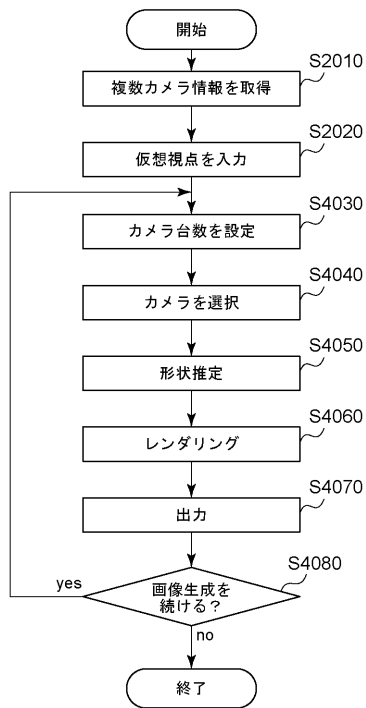 開始
S2010
複数カメラ情報を取得
S2020
仮想視点を入力
S4030
カメラ台数を設定
S4040
カメラを選択
S4050
形状推定
S4060
レンダリング
S4070
出力
S4080
画像生成を
続ける？
yes
no
終了